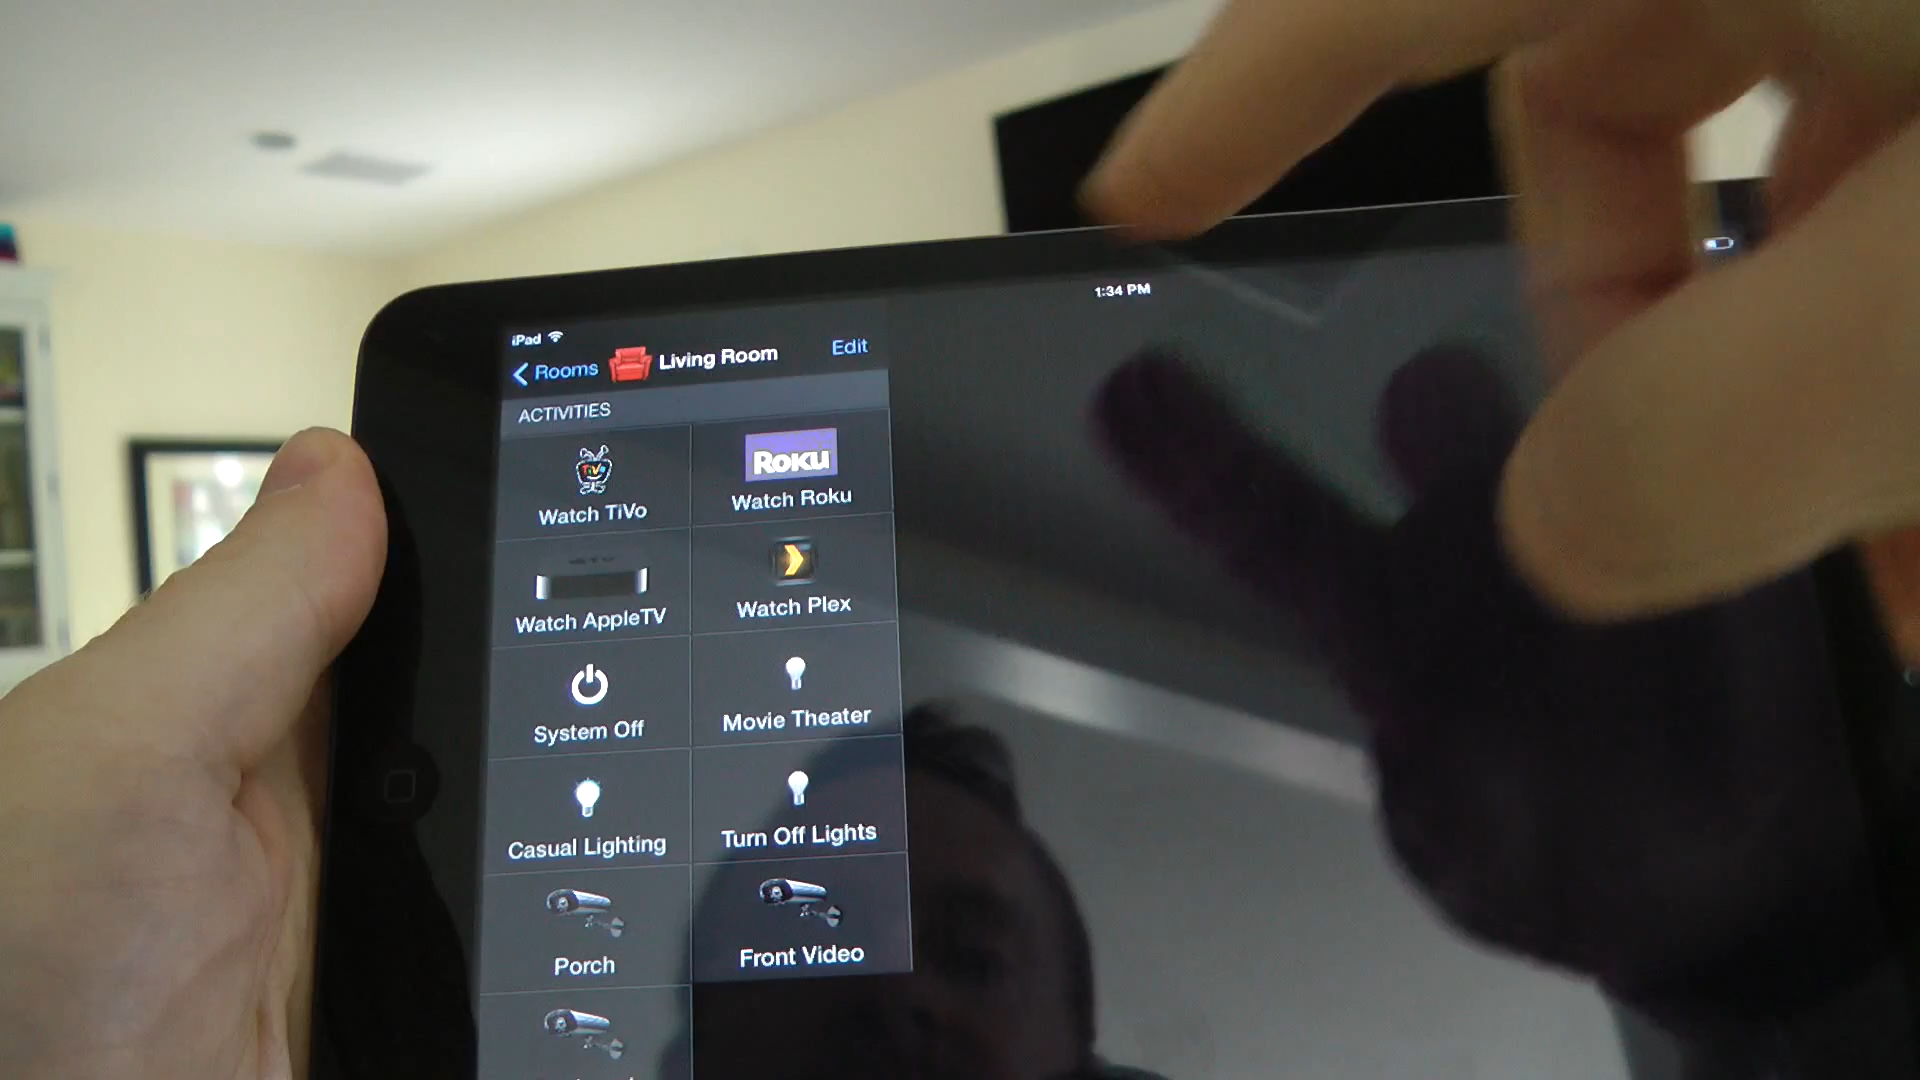 1:34 PM
iPad
Rooms
Living Room
Edit
ACTIVITIES
TiVo
Watch TiVo
ROKU
Watch Roku
Watch AppleTV
Watch Plex
System Off
Movie Theater
Casual Lighting
Turn Off Lights
Porch
Front Video